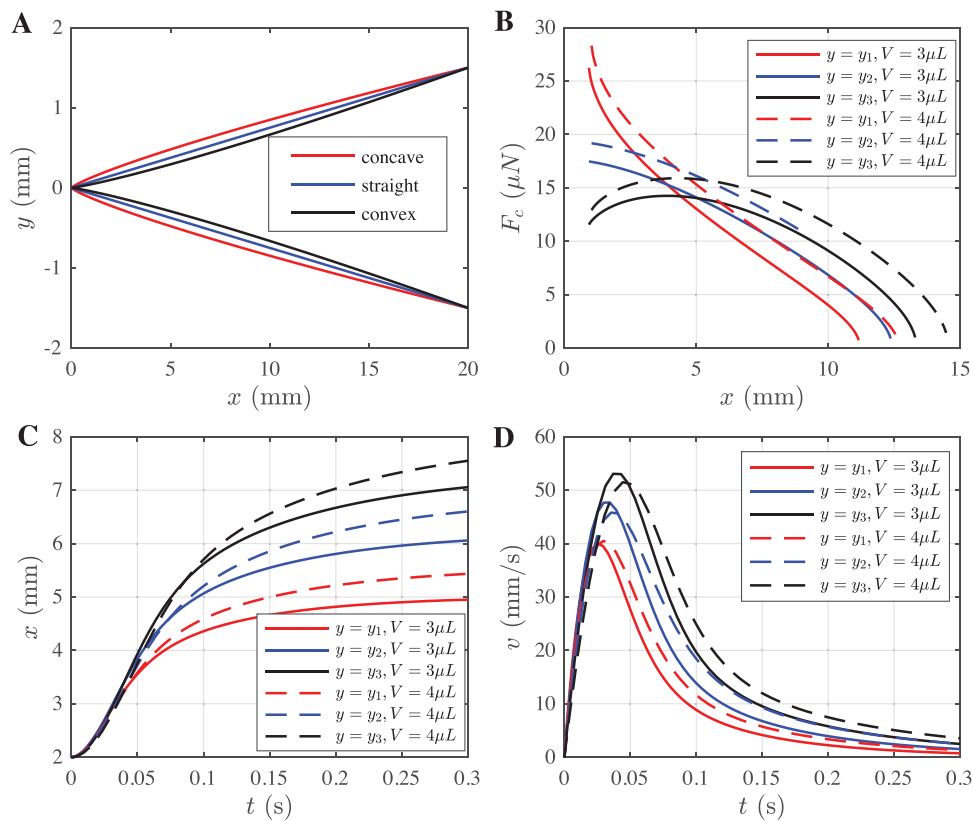 A
y (mm)
2
1
0
-1
-2
concave
straight
convex
0
5
10
15
20
x (mm)
B
F_c (μN)
30
25
20
15
10
5
0
y = y_1, V = 3μL
y = y_2, V = 3μL
y = y_3, V = 3μL
y = y_1, V = 4μL
y = y_2, V = 4μL
y = y_3, V = 4μL
0
5
10
15
x (mm)
C
x (mm)
8
7
6
5
4
3
2
y = y_1, V = 3μL
y = y_2, V = 3μL
y = y_3, V = 3μL
y = y_1, V = 4μL
y = y_2, V = 4μL
y = y_3, V = 4μL
0
0.05
0.1
0.15
0.2
0.25
0.3
t (s)
D
v (mm/s)
60
50
40
30
20
10
0
y = y_1, V = 3μL
y = y_2, V = 3μL
y = y_3, V = 3μL
y = y_1, V = 4μL
y = y_2, V = 4μL
y = y_3, V = 4μL
0
0.05
0.1
0.15
0.2
0.25
0.3
t (s)